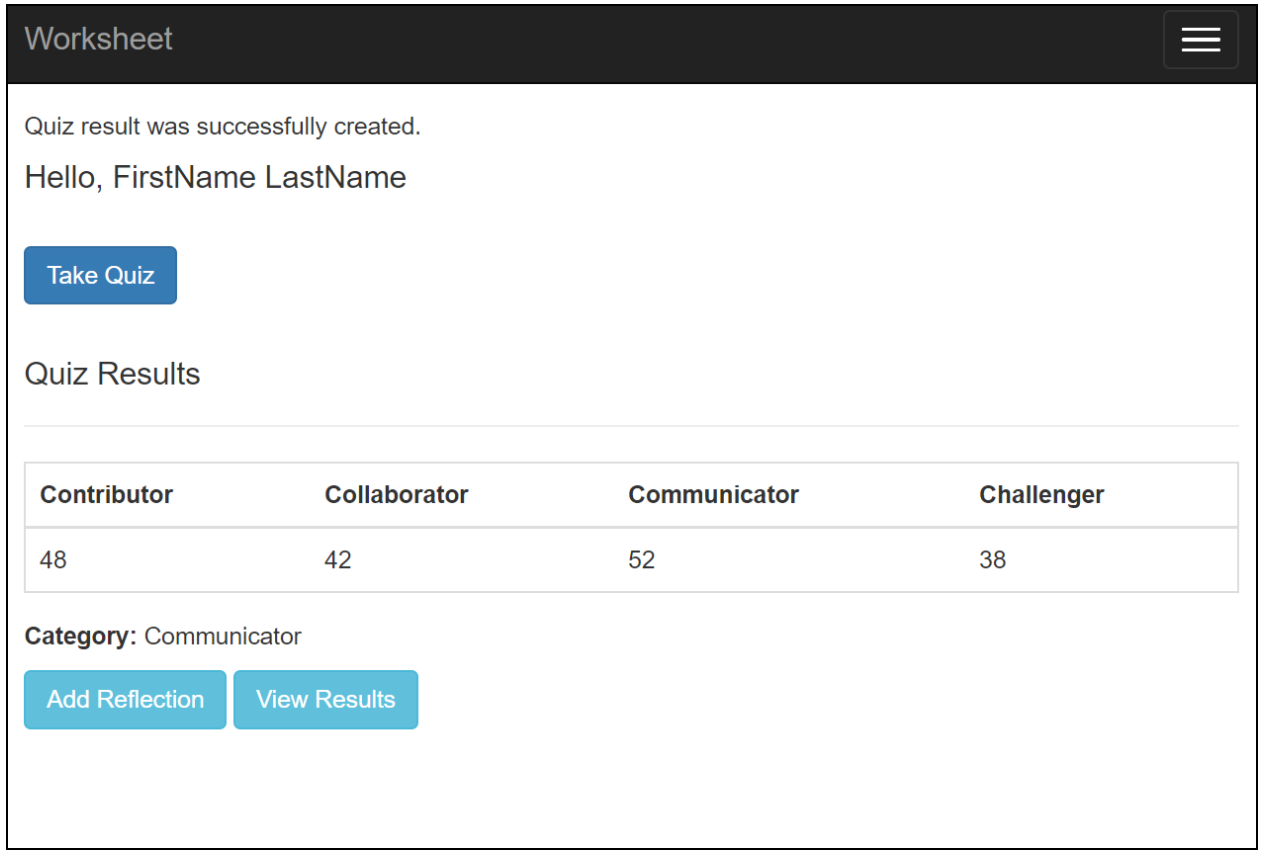 Worksheet
Quiz result was successfully created.
Hello, FirstName LastName
Take Quiz
Quiz Results
Contributor Collaborator Communicator Challenger
48 42 52 38
Category: Communicator
Add Reflection View Results